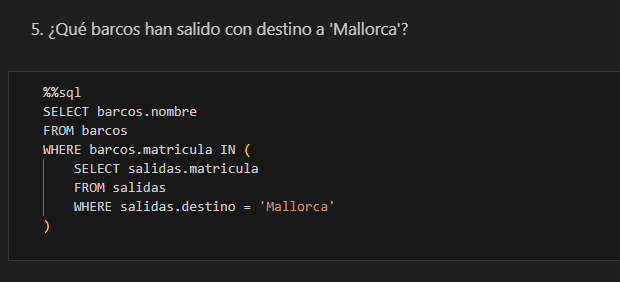 5. ¿Qué barcos han salido con destino a 'Mallorca'?
%%sql
SELECT barcos.nombre
FROM barcos
WHERE barcos.matricula IN (
    SELECT salidas.matricula
    FROM salidas
    WHERE salidas.destino = 'Mallorca'
)